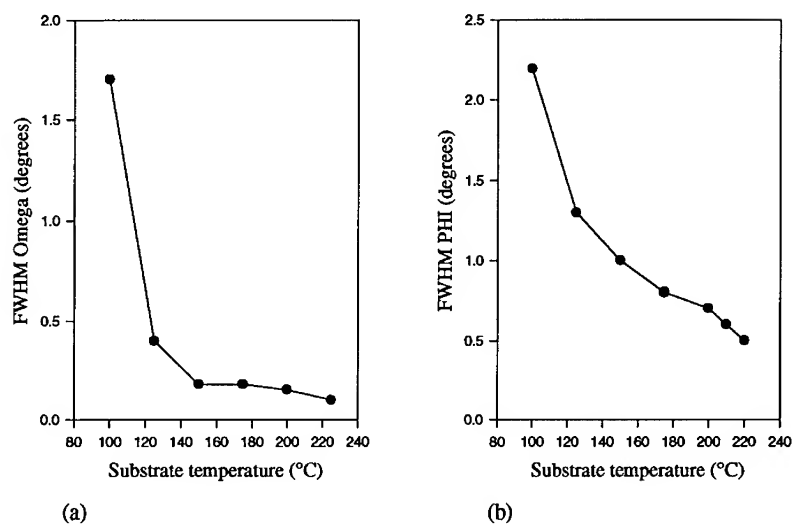 2.0
1.5
1.0
0.5
0.0
FWHM Omega (degrees)
80 100 120 140 160 180 200 220 240
Substrate temperature (°C)
(a)
2.5
2.0
1.5
1.0
0.5
0.0
FWHM PHI (degrees)
80 100 120 140 160 180 200 220 240
Substrate temperature (°C)
(b)